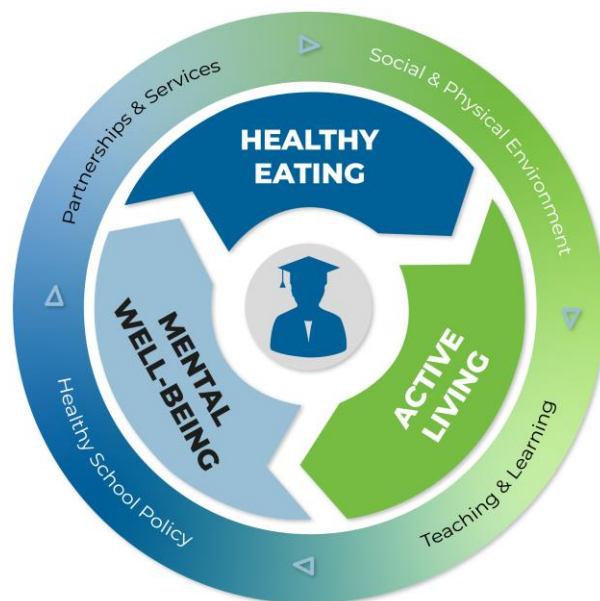 Partnerships & Services
Social & Physical Environment
HEALTHY
EATING
MENTAL
WELL-BEING
ACTIVE
LIVING
Healthy School Policy
Teaching & Learning